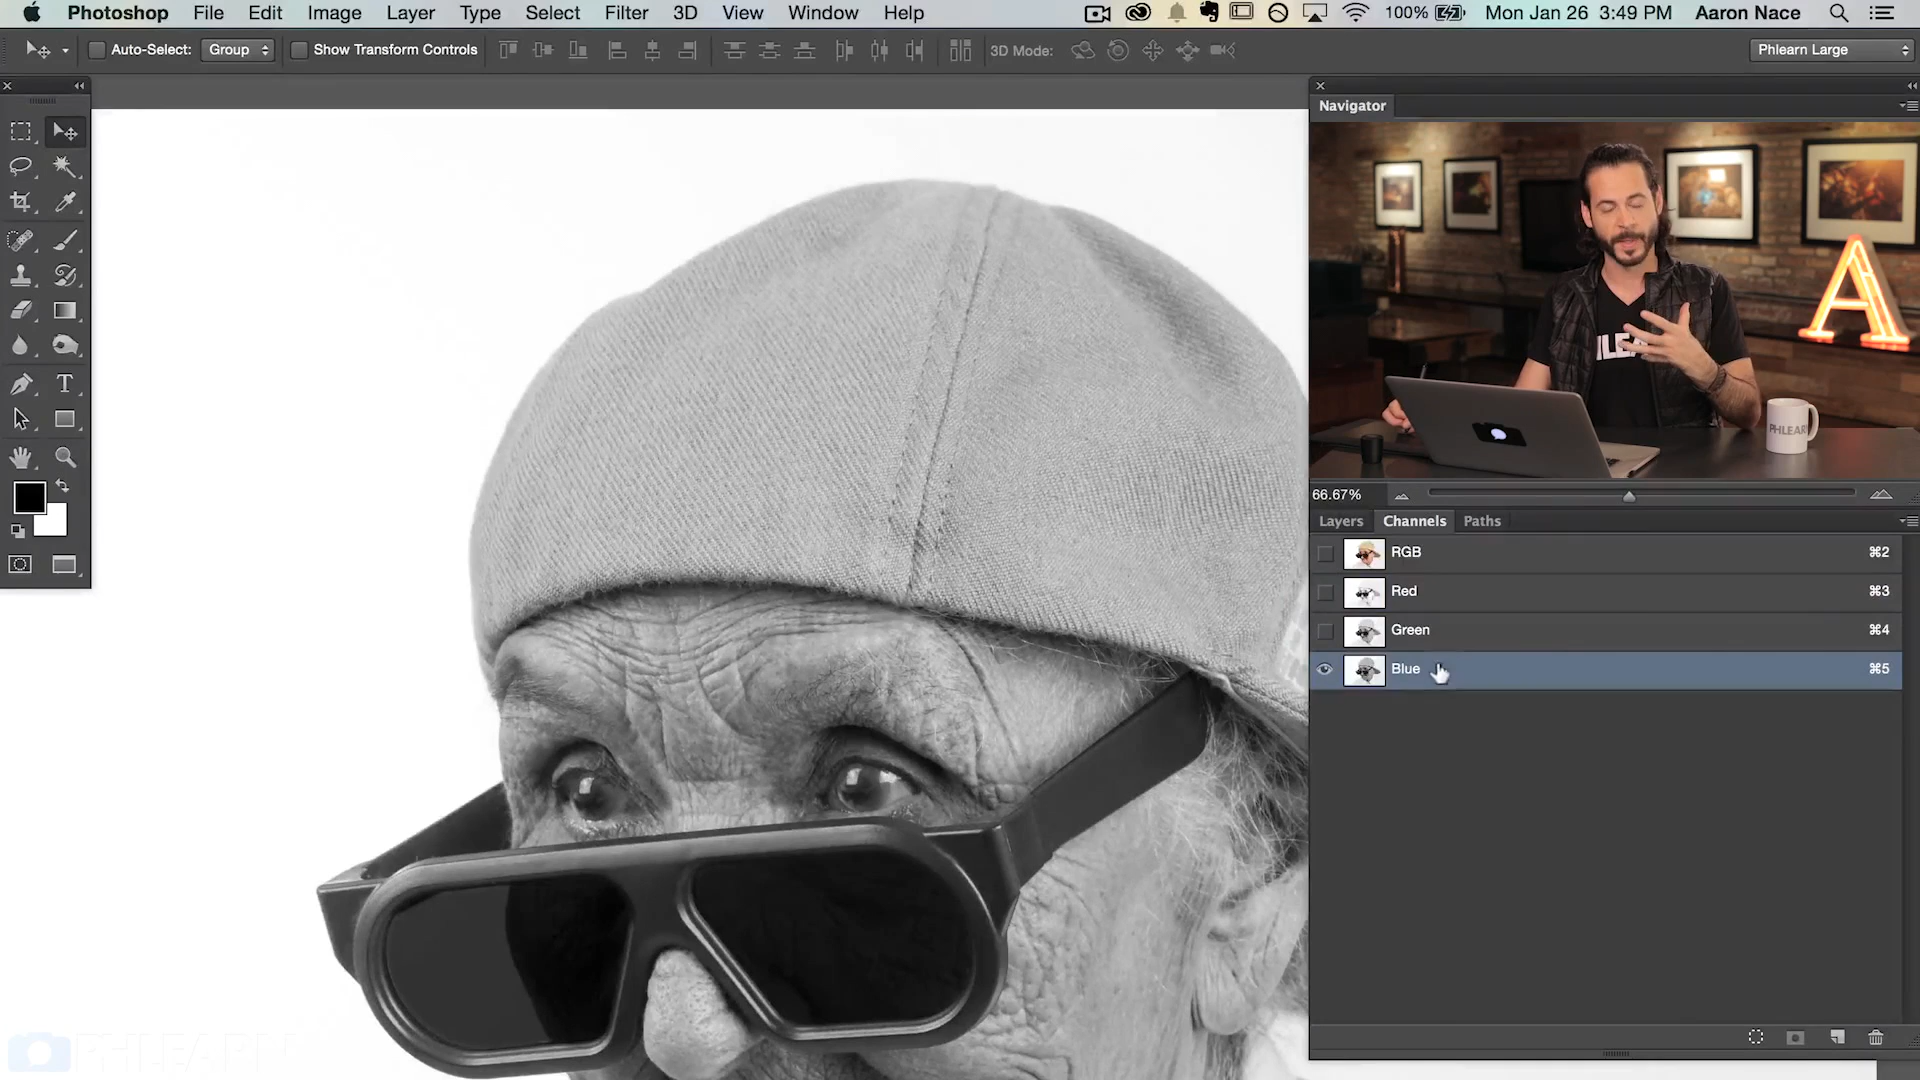 Photoshop File Edit Image Layer Type Select Filter 3D View Window Help 100% Mon Jan 26 3:49 PM Aaron Nace
Auto-Select: Group Show Transform Controls 3D Mode: Phlearn Large
Navigator
A
PHLEARN
66.67%
Layers Channels Paths
RGB ⌘2
Red ⌘3
Green ⌘4
Blue ⌘5
T
PHLEARN